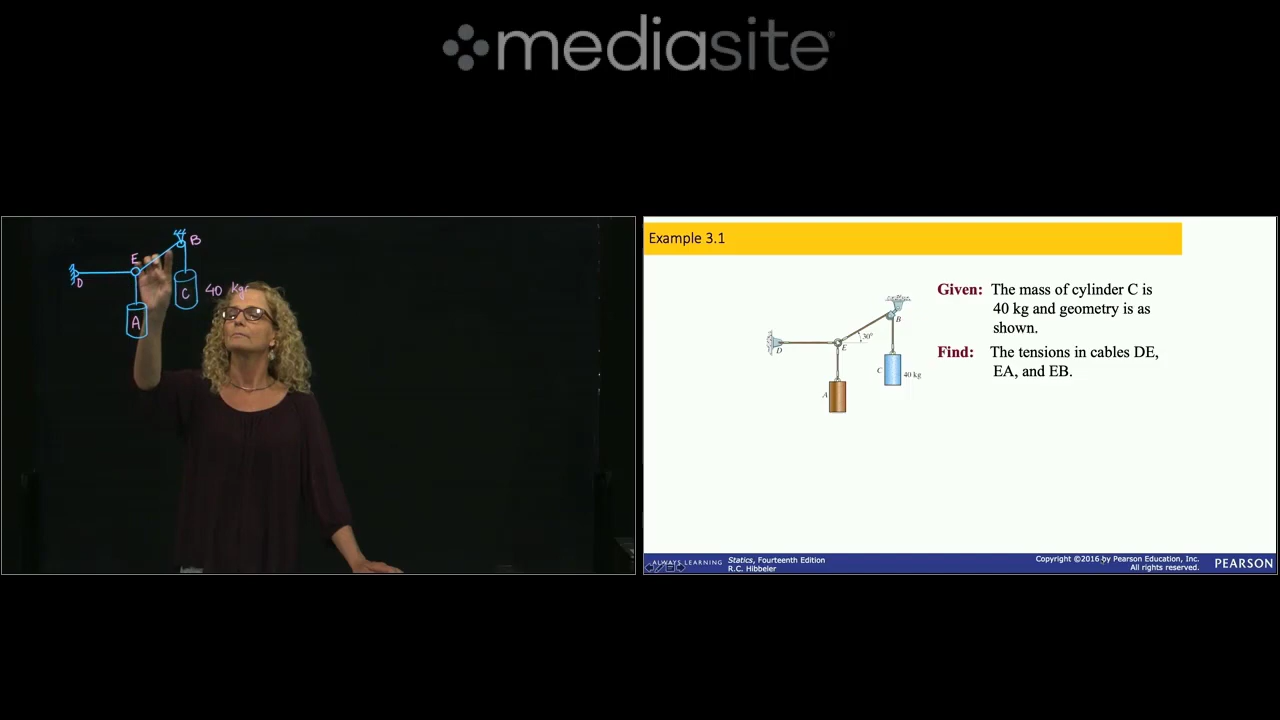 mediasite
B
E
D
C
40 Kgs
A
Example 3.1
Given: The mass of cylinder C is
40 kg and geometry is as
shown.
Find: The tensions in cables DE,
EA, and EB.
B
30°
D
E
C
40 kg
A
ALWAYS LEARNING
Statics, Fourteenth Edition
R.C. Hibbeler
Copyright ©2016 by Pearson Education, Inc.
All rights reserved.
PEARSON